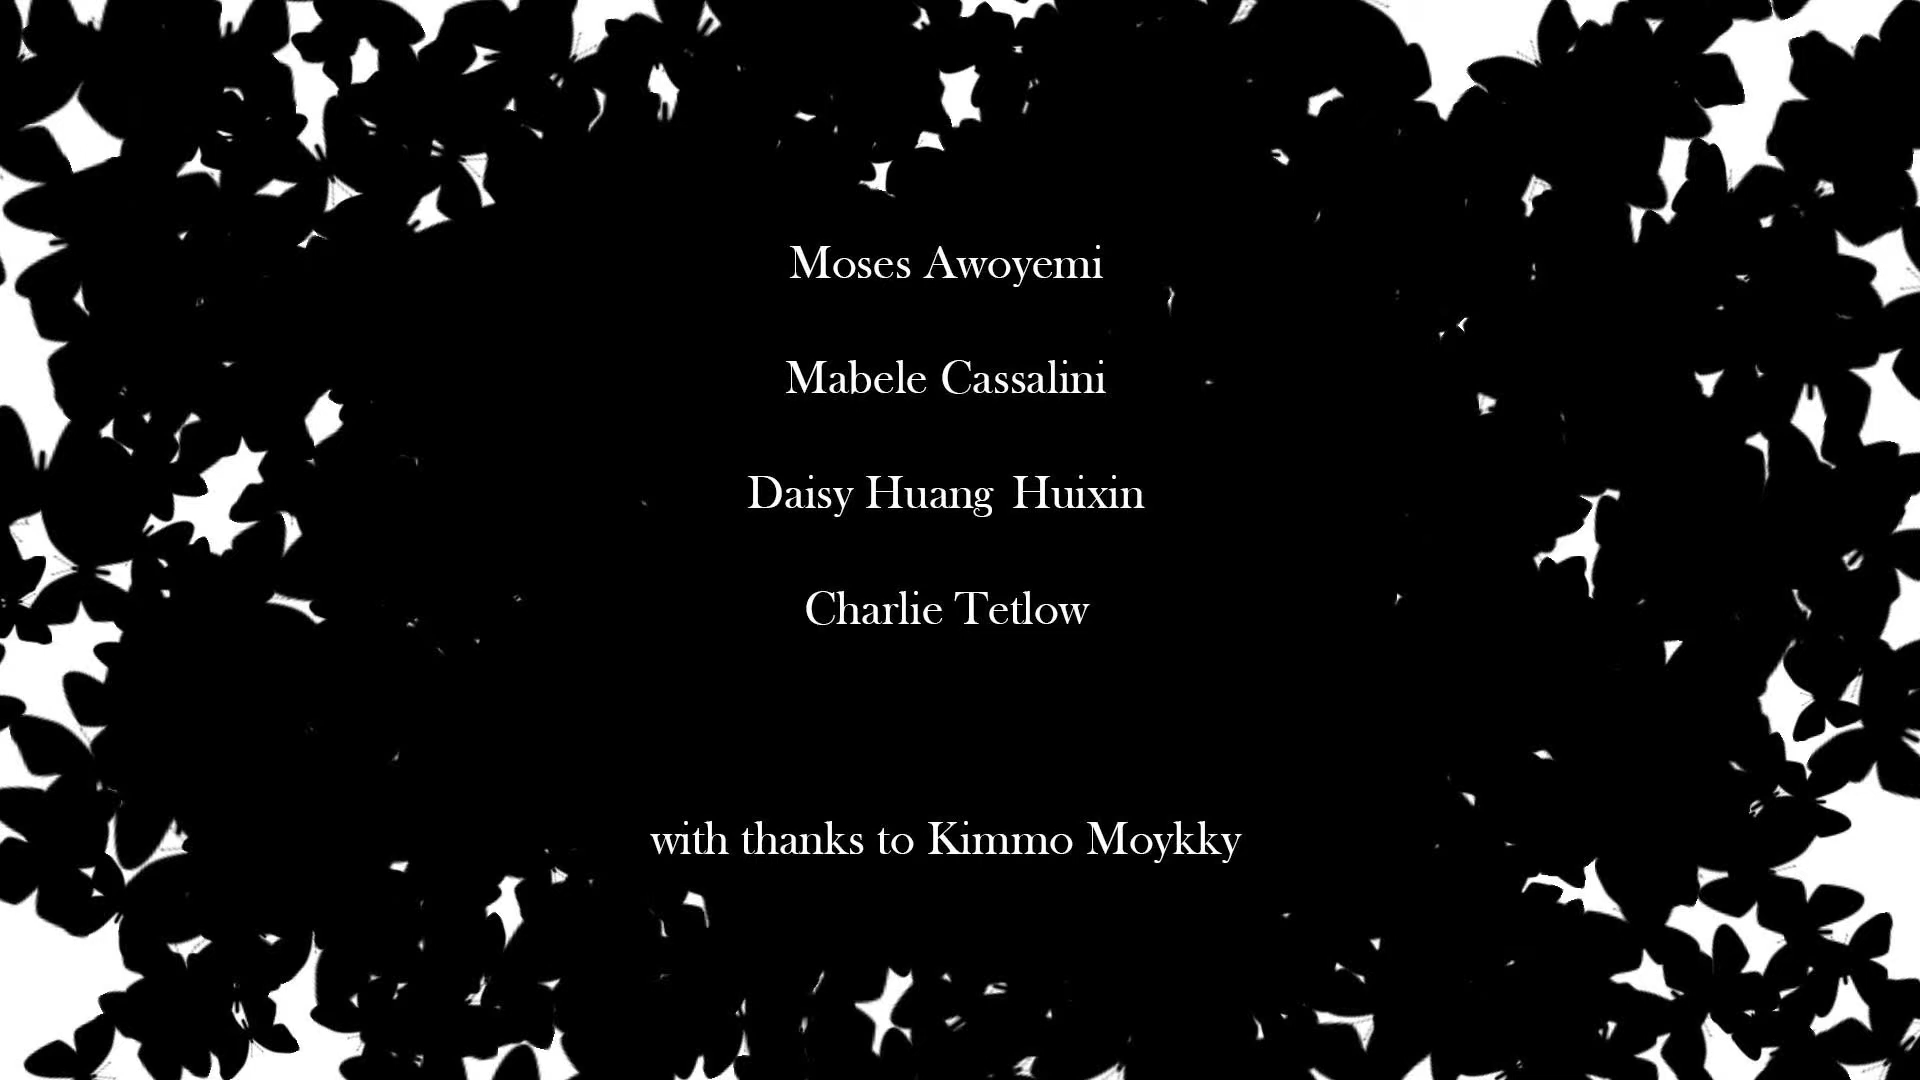 Moses Awoyemi
Mabele Cassalini
Daisy Huang Huixin
Charlie Tetlow
with thanks to Kimmo Moykky